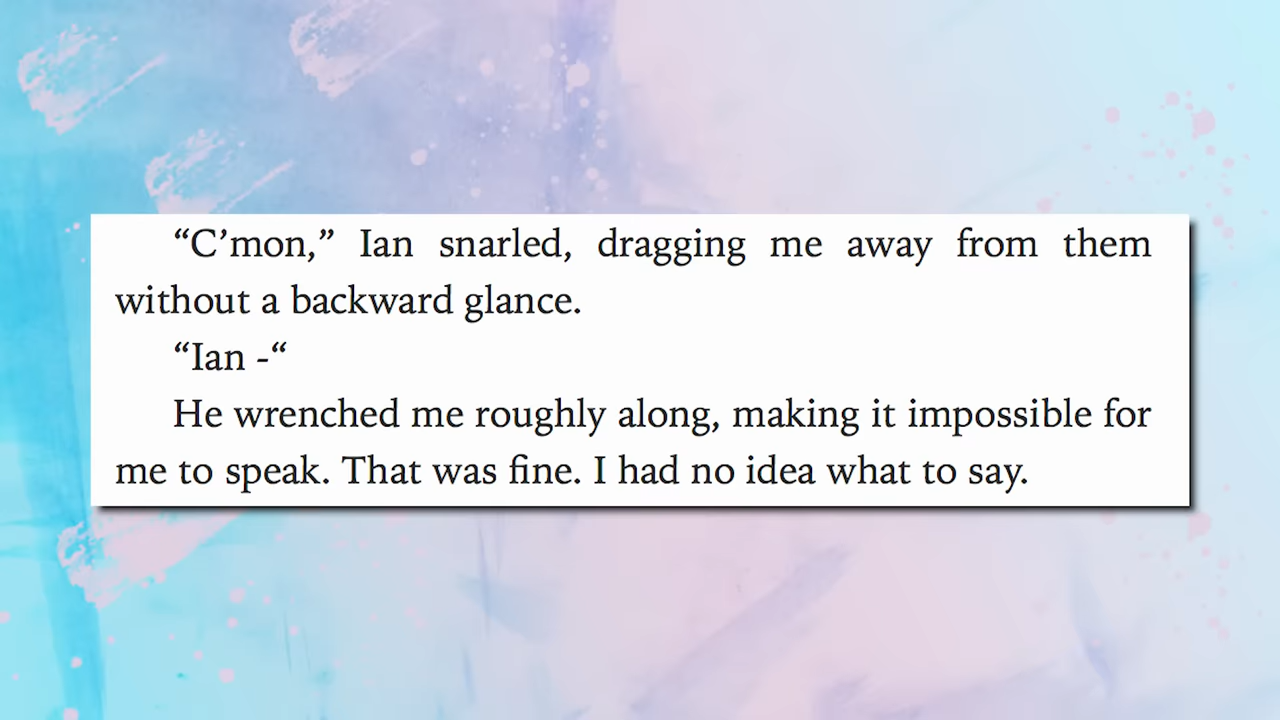 “C’mon,” Ian snarled, dragging me away from them
without a backward glance.
“Ian -“
He wrenched me roughly along, making it impossible for
me to speak. That was fine. I had no idea what to say.